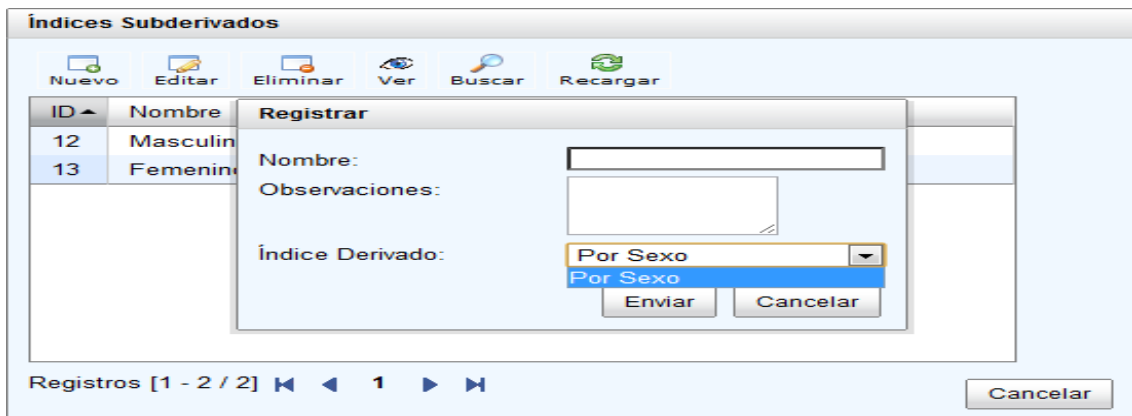 Índices Subderivados
Nuevo Editar Eliminar Ver Buscar Recargar
ID Nombre
12 Masculin
13 Femenin
Registrar
Nombre:
Observaciones:
Índice Derivado: Por Sexo
Por Sexo
Enviar Cancelar
Registros [1 - 2 / 2] 1
Cancelar